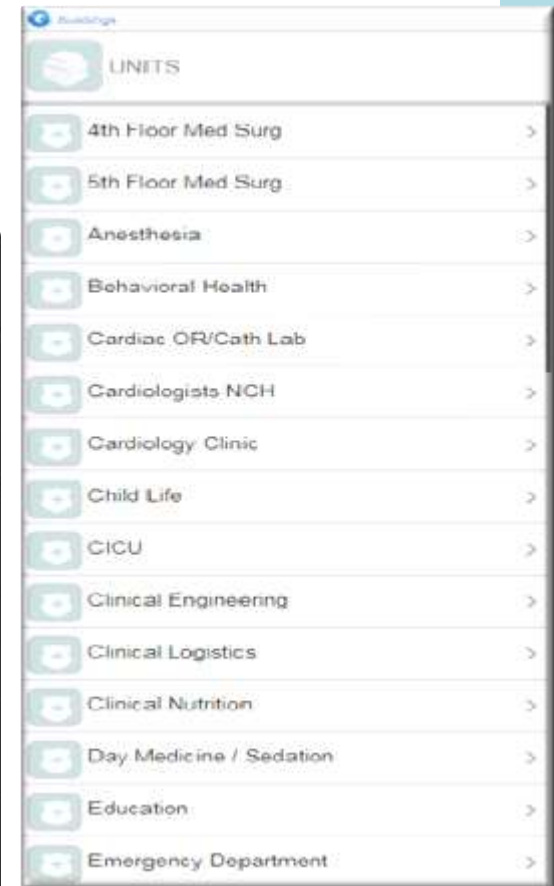 Buildings
UNITS
4th Floor Med Surg
5th Floor Med Surg
Anesthesia
Behavioral Health
Cardiac OR/Cath Lab
Cardiologists NCH
Cardiology Clinic
Child Life
CICU
Clinical Engineering
Clinical Logistics
Clinical Nutrition
Day Medicine / Sedation
Education
Emergency Department